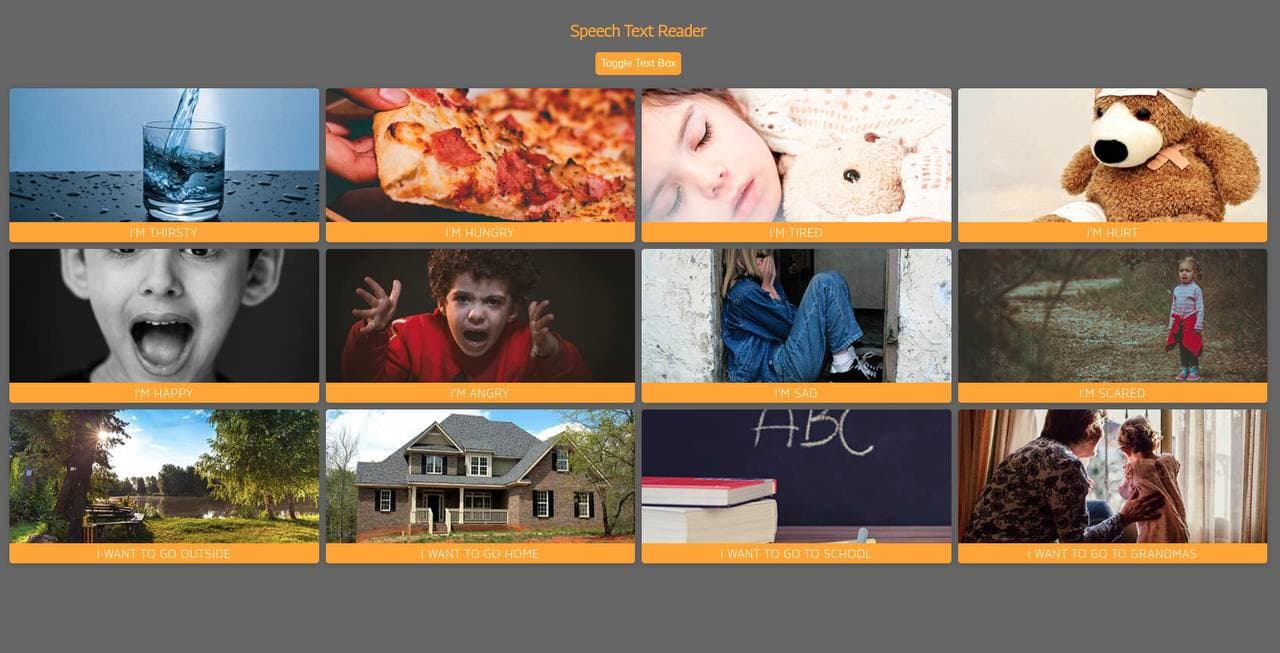 Speech Text Reader
Toggle Text Box
I'M THIRSTY
I'M HUNGRY
I'M TIRED
I'M HURT
I'M HAPPY
I'M ANGRY
I'M SAD
I'M SCARED
ABC
I WANT TO GO OUTSIDE
I WANT TO GO HOME
I WANT TO GO TO SCHOOL
I WANT TO GO TO GRANDMAS